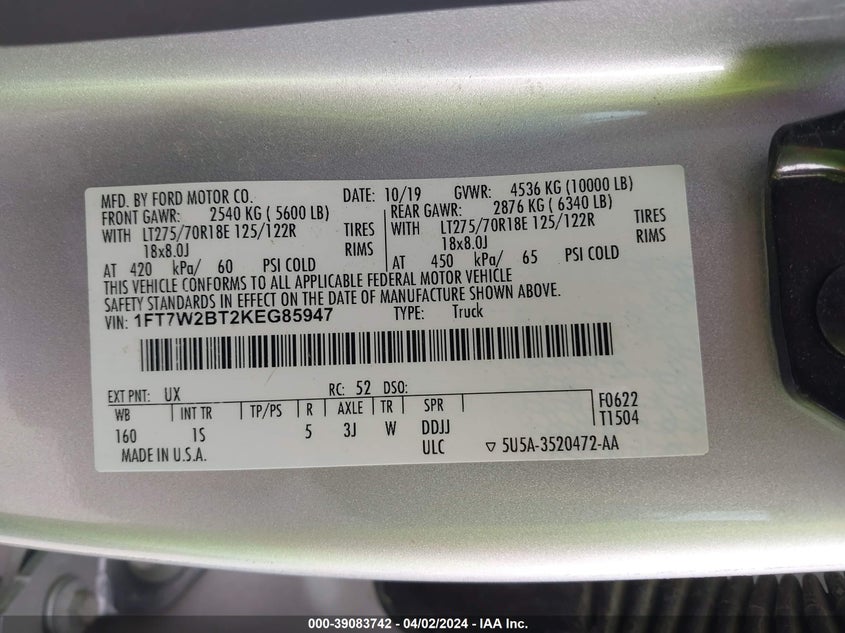 MFD. BY FORD MOTOR CO. DATE: 10/19 GVWR: 4536 KG (10000 LB)
FRONT GAWR: 2540 KG ( 5600 LB) REAR GAWR: 2876 KG ( 6340 LB)
WITH LT275/70R18E 125/122R TIRES WITH LT275/70R18E 125/122R TIRES
18x8.0J RIMS 18x8.0J RIMS
AT 420 kPa/ 60 PSI COLD AT 450 kPa/ 65 PSI COLD
THIS VEHICLE CONFORMS TO ALL APPLICABLE FEDERAL MOTOR VEHICLE
SAFETY STANDARDS IN EFFECT ON THE DATE OF MANUFACTURE SHOWN ABOVE.
VIN: 1FT7W2BT2KEG85947 TYPE: Truck
EXT PNT: UX RC: 52 DSO:
WB INT TR TP/PS R AXLE TR SPR F0622
160 1S 5 3J W DDJJ T1504
MADE IN U.S.A. ULC ▽ 5U5A-3520472-AA
000-39083742 - 04/02/2024 - IAA Inc.